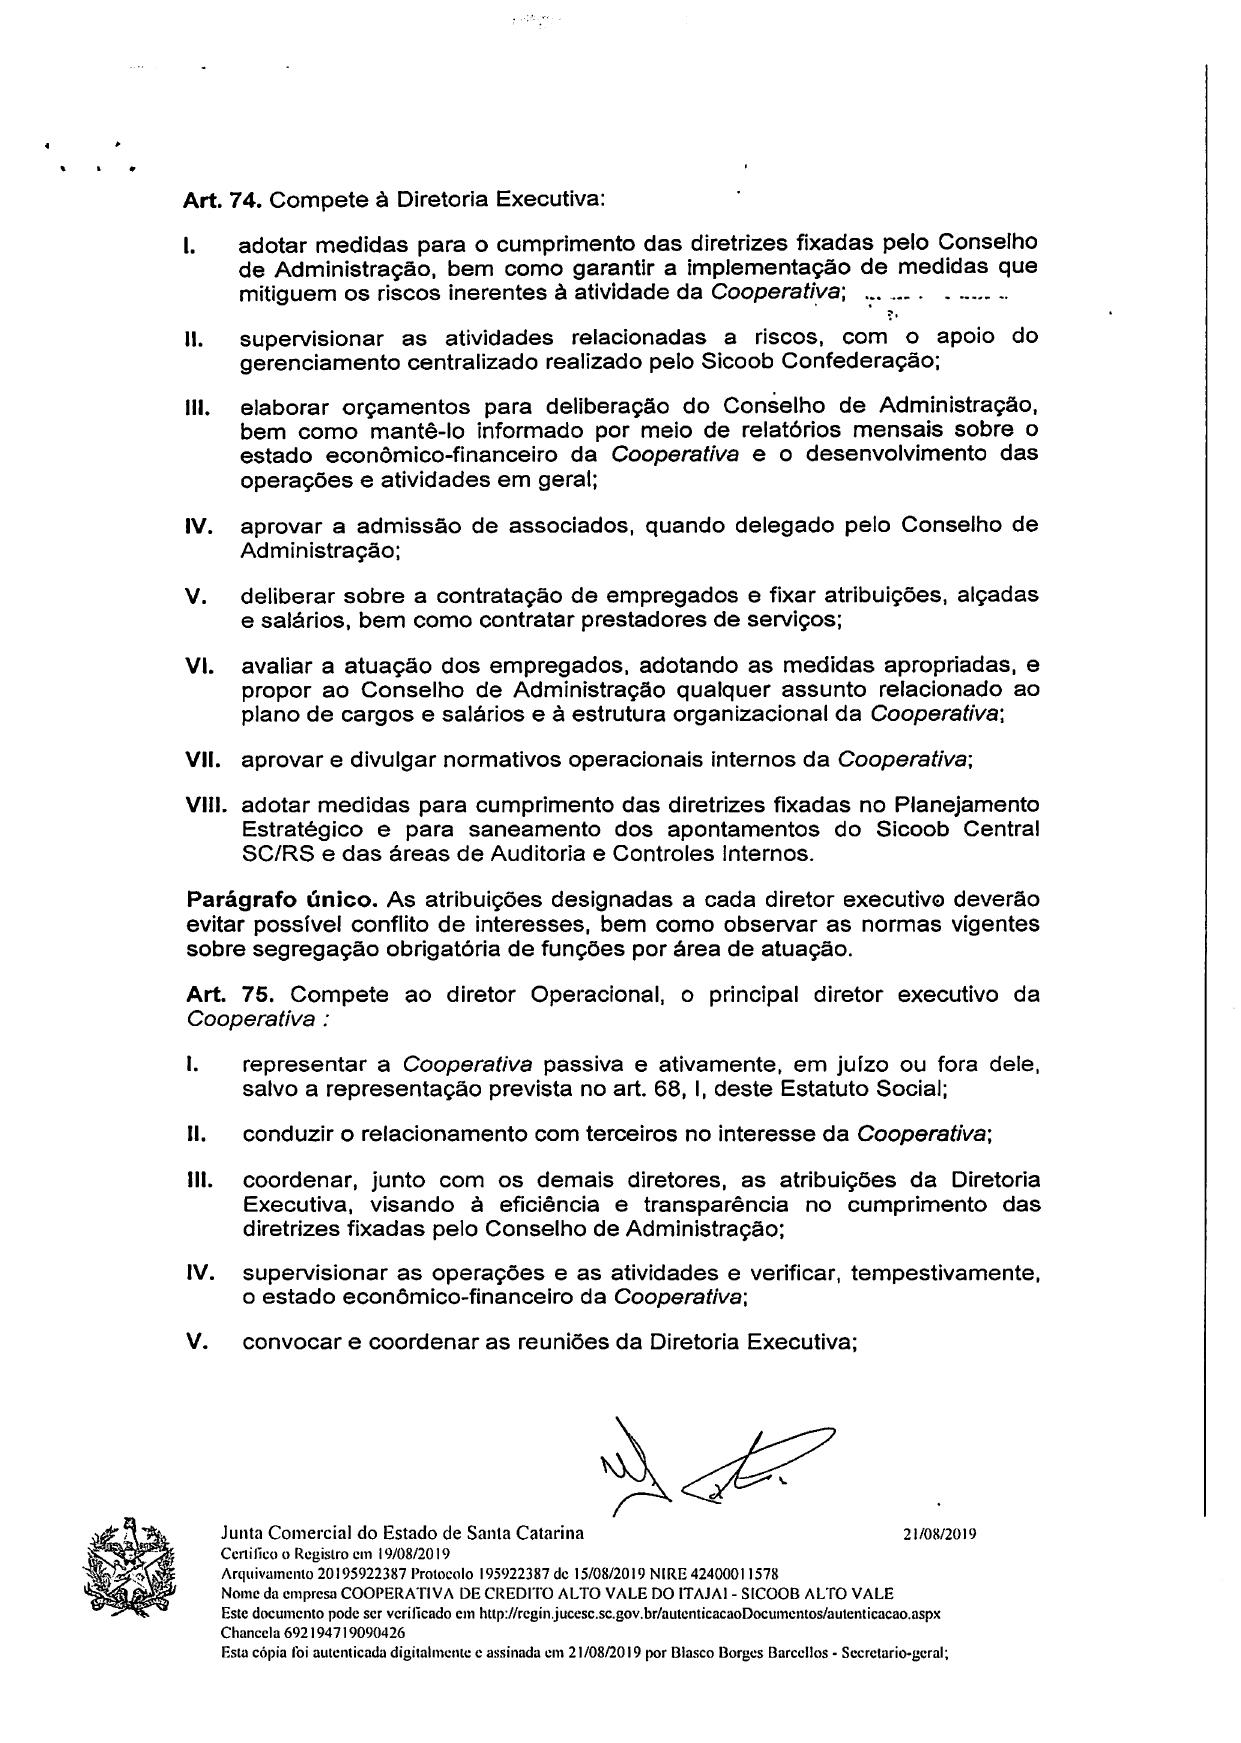 Art. 74. Compete à Diretoria Executiva:
I. adotar medidas para o cumprimento das diretrizes fixadas pelo Conselho
de Administração, bem como garantir a implementação de medidas que
mitiguem os riscos inerentes à atividade da Cooperativa;
II. supervisionar as atividades relacionadas a riscos, com o apoio do
gerenciamento centralizado realizado pelo Sicoob Confederação;
III. elaborar orçamentos para deliberação do Conselho de Administração,
bem como mantê-lo informado por meio de relatórios mensais sobre o
estado econômico-financeiro da Cooperativa e o desenvolvimento das
operações e atividades em geral;
IV. aprovar a admissão de associados, quando delegado pelo Conselho de
Administração;
V. deliberar sobre a contratação de empregados e fixar atribuições, alçadas
e salários, bem como contratar prestadores de serviços;
VI. avaliar a atuação dos empregados, adotando as medidas apropriadas, e
propor ao Conselho de Administração qualquer assunto relacionado ao
plano de cargos e salários e à estrutura organizacional da Cooperativa;
VII. aprovar e divulgar normativos operacionais internos da Cooperativa;
VIII. adotar medidas para cumprimento das diretrizes fixadas no Planejamento
Estratégico e para saneamento dos apontamentos do Sicoob Central
SC/RS e das áreas de Auditoria e Controles Internos.
Parágrafo único. As atribuições designadas a cada diretor executivo deverão
evitar possível conflito de interesses, bem como observar as normas vigentes
sobre segregação obrigatória de funções por área de atuação.
Art. 75. Compete ao diretor Operacional, o principal diretor executivo da
Cooperativa :
I. representar a Cooperativa passiva e ativamente, em juízo ou fora dele,
salvo a representação prevista no art. 68, I, deste Estatuto Social;
II. conduzir o relacionamento com terceiros no interesse da Cooperativa;
III. coordenar, junto com os demais diretores, as atribuições da Diretoria
Executiva, visando à eficiência e transparência no cumprimento das
diretrizes fixadas pelo Conselho de Administração;
IV. supervisionar as operações e as atividades e verificar, tempestivamente,
o estado econômico-financeiro da Cooperativa;
V. convocar e coordenar as reuniões da Diretoria Executiva;
Junta Comercial do Estado de Santa Catarina 21/08/2019
Certifico o Registro em 19/08/2019
Arquivamento 20195922387 Protocolo 195922387 de 15/08/2019 NIRE 42400011578
Nome da empresa COOPERATIVA DE CREDITO ALTO VALE DO ITAJAI - SICOOB ALTO VALE
Este documento pode ser verificado em http://regin.jucesc.sc.gov.br/autenticacaoDocumentos/autenticacao.aspx
Chancela 692194719090426
Esta cópia foi autenticada digitalmente e assinada em 21/08/2019 por Blasco Borges Barcellos - Secretario-geral;